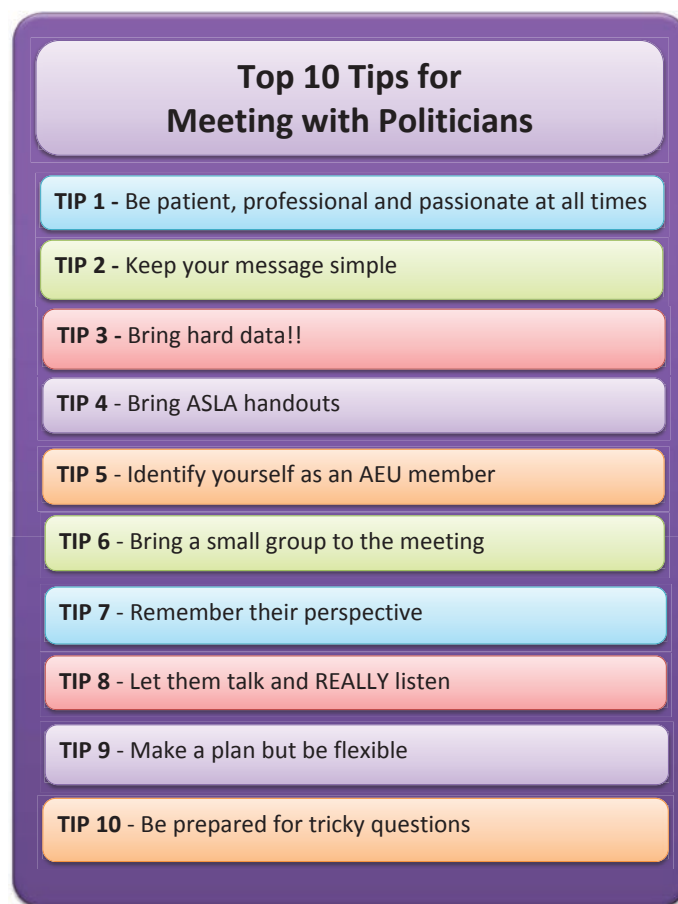 Top 10 Tips for
Meeting with Politicians
TIP 1 - Be patient, professional and passionate at all times
TIP 2 - Keep your message simple
TIP 3 - Bring hard data!!
TIP 4 - Bring ASLA handouts
TIP 5 - Identify yourself as an AEU member
TIP 6 - Bring a small group to the meeting
TIP 7 - Remember their perspective
TIP 8 - Let them talk and REALLY listen
TIP 9 - Make a plan but be flexible
TIP 10 - Be prepared for tricky questions